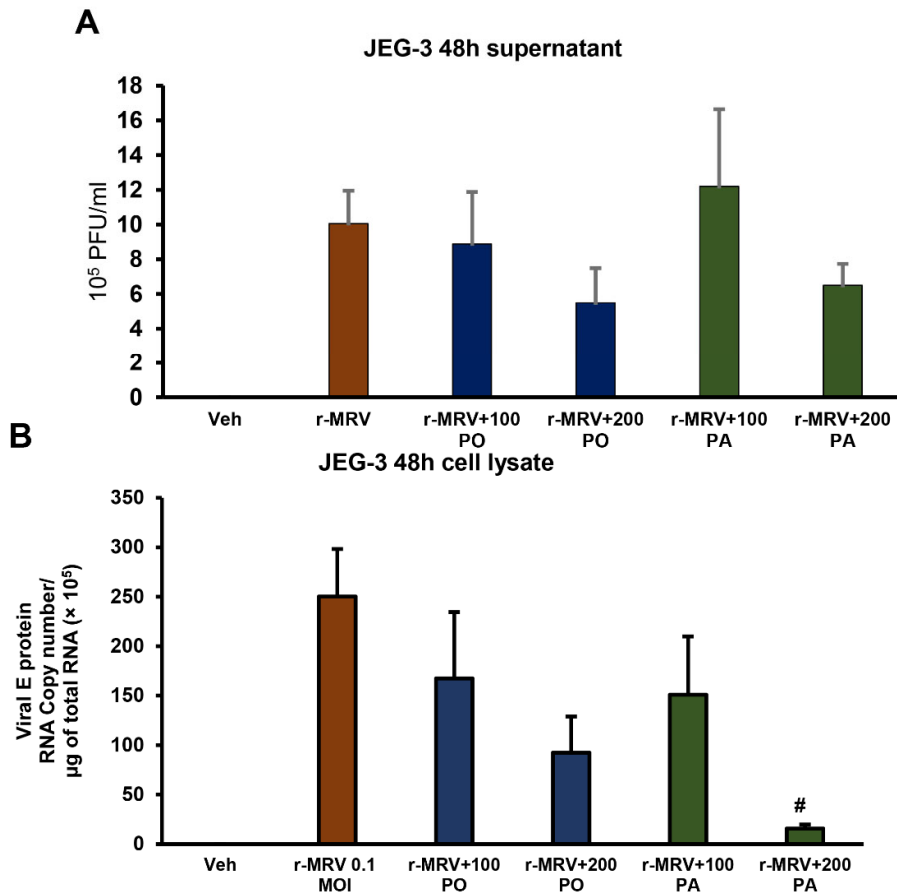 A
JEG-3 48h supernatant
10⁵ PFU/ml
18
16
14
12
10
8
6
4
2
0
Veh
r-MRV
r-MRV+100
PO
r-MRV+200
PO
r-MRV+100
PA
r-MRV+200
PA
B
JEG-3 48h cell lysate
Viral E protein
RNA Copy number/
µg of total RNA (× 10⁵)
350
300
250
200
150
100
50
0
#
Veh
r-MRV 0.1
MOI
r-MRV+100
PO
r-MRV+200
PO
r-MRV+100
PA
r-MRV+200
PA